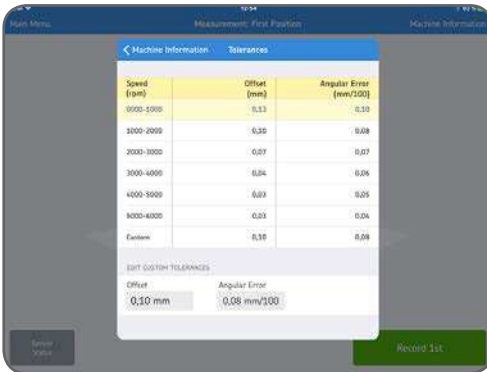 12:54
Main Menu Measurement: First Position Machine Information
Machine Information Tolerances
Speed (rpm) Offset (mm) Angular Error (mm/100)
0000-1000 0,13 0,10
1000-2000 0,10 0,08
2000-3000 0,07 0,07
3000-4000 0,04 0,06
4000-5000 0,03 0,05
5000-6000 0,03 0,04
Custom 0,10 0,08
EDIT CUSTOM TOLERANCES
Offset Angular Error
0,10 mm 0,08 mm/100
Sensor
Status
Record 1st